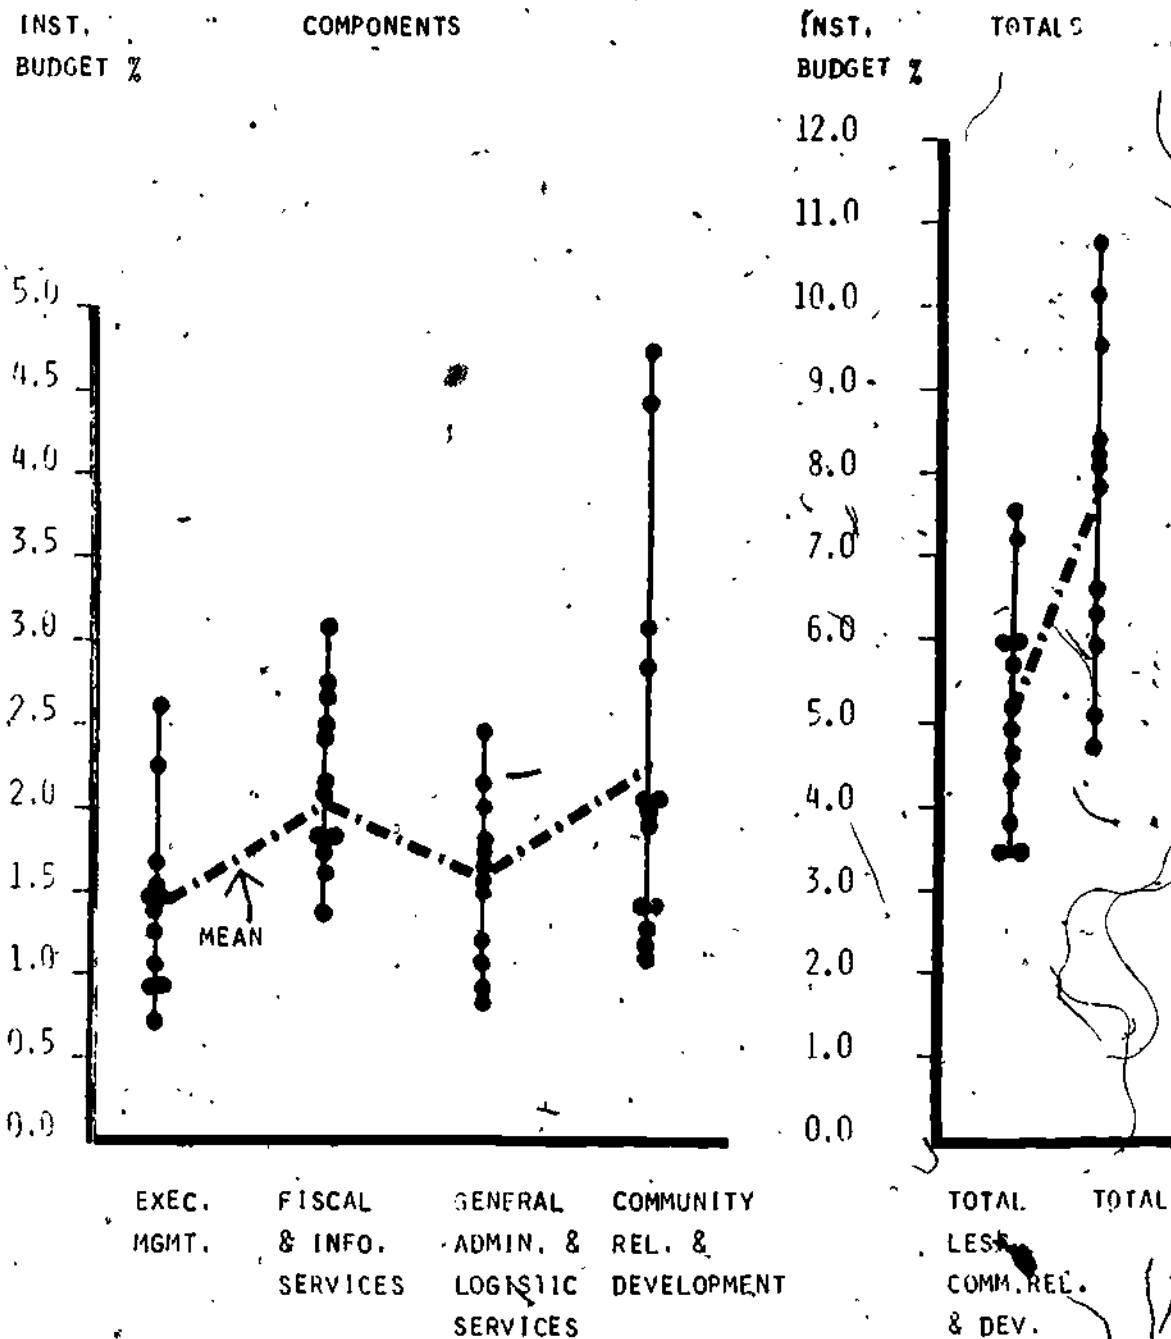 INST. COMPONENTS
BUDGET %
5.0
4.5
4.0
3.5
3.0
2.5
2.0
1.5
1.0
0.5
0.0
MEAN
EXEC. MGMT.
FISCAL & INFO. SERVICES
GENERAL ADMIN. & LOGISTIC SERVICES
COMMUNITY REL. & DEVELOPMENT
INST. TOTALS
BUDGET %
12.0
11.0
10.0
9.0
8.0
7.0
6.0
5.0
4.0
3.0
2.0
1.0
0.0
TOTAL LESS COMM.REL. & DEV.
TOTAL